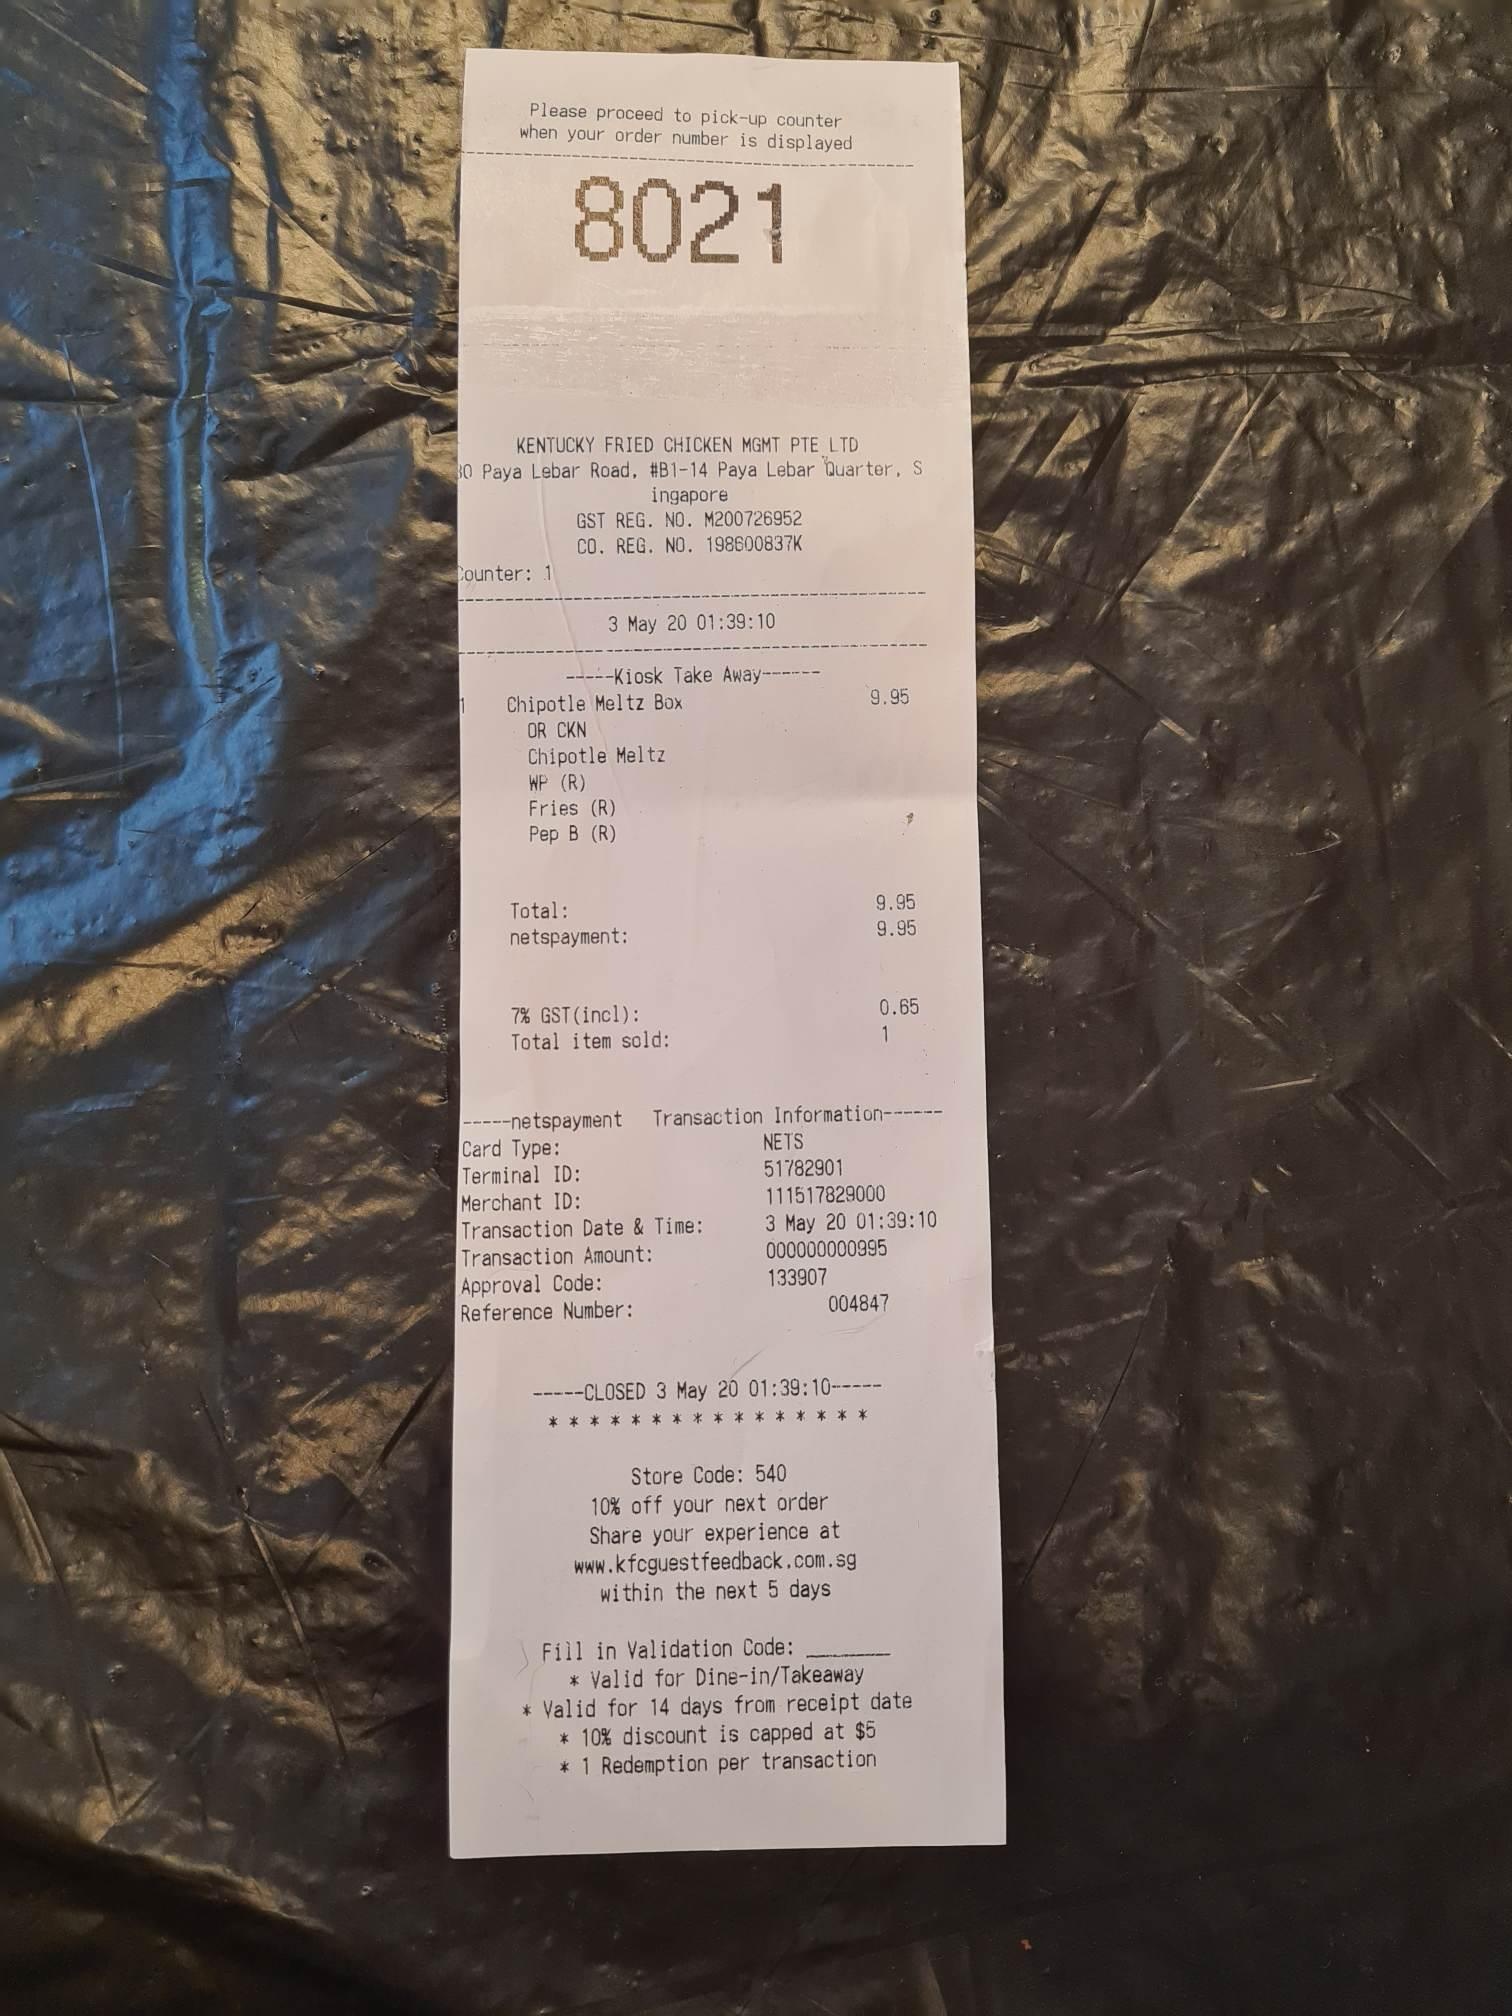 Please proceed to pick-up counter
when your order number is displayed
8021
KENTUCKY FRIED CHICKEN MGMT PTE LTD
30 Paya Lebar Road, #B1-14 Paya Lebar Quarter, S
ingapore
GST REG. NO. M200726952
CO. REG. NO. 198600837K
Counter: 1
3 May 20 01:39:10
-----Kiosk Take Away------
1 Chipotle Meltz Box 9.95
OR CKN
Chipotle Meltz
WP (R)
Fries (R)
Pep B (R)
Total: 9.95
netspayment: 9.95
7% GST(incl): 0.65
Total item sold: 1
-----netspayment Transaction Information------
Card Type: NETS
Terminal ID: 51782901
Merchant ID: 111517829000
Transaction Date & Time: 3 May 20 01:39:10
Transaction Amount: 000000000995
Approval Code: 133907
Reference Number: 004847
-----CLOSED 3 May 20 01:39:10-----
* * * * * * * * * * * * * * * *
Store Code: 540
10% off your next order
Share your experience at
www.kfcguestfeedback.com.sg
within the next 5 days
Fill in Validation Code: ________
* Valid for Dine-in/Takeaway
* Valid for 14 days from receipt date
* 10% discount is capped at $5
* 1 Redemption per transaction